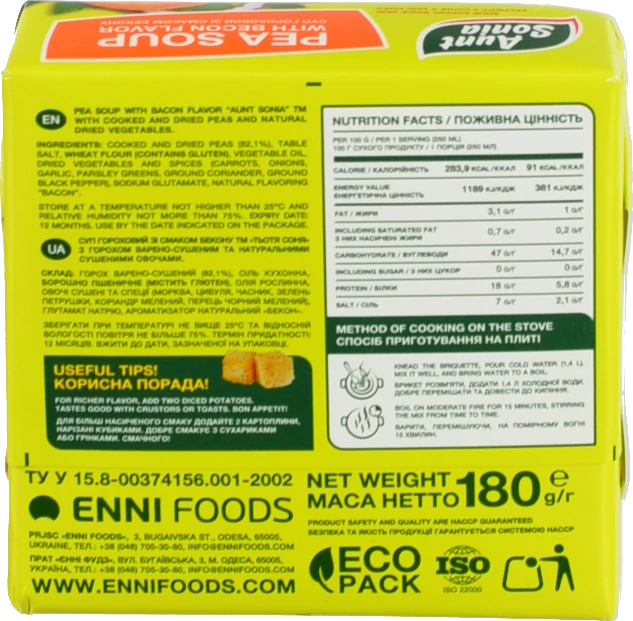 Aunt
Sonia
PEA SOUP
WITH BECON FLAVOR
СУП ГОРОХОВИЙ ЗІ СМАКОМ БЕКОНУ
EN
PEA SOUP WITH BACON FLAVOR "AUNT SONIA" TM
WITH COOKED AND DRIED PEAS AND NATURAL
DRIED VEGETABLES.
INGREDIENTS: COOKED AND DRIED PEAS (82,1%), TABLE
SALT, WHEAT FLOUR (CONTAINS GLUTEN), VEGETABLE OIL,
DRIED VEGETABLES AND SPICES (CARROTS, ONIONS,
GARLIC, PARSLEY GREENS, GROUND CORIANDER, GROUND
BLACK PEPPER), SODIUM GLUTAMATE, NATURAL FLAVORING
"BACON".
STORE AT A TEMPERATURE NOT HIGHER THAN 25°C AND
RELATIVE HUMIDITY NOT MORE THAN 75%. EXPIRY DATE:
12 MONTHS. USE BY THE DATE INDICATED ON THE PACKAGE.
UA
СУП ГОРОХОВИЙ ЗІ СМАКОМ БЕКОНУ ТМ «ТЬОТЯ СОНЯ»
З ГОРОХОМ ВАРЕНО-СУШЕНИМ ТА НАТУРАЛЬНИМИ
СУШЕНИМИ ОВОЧАМИ.
СКЛАД: ГОРОХ ВАРЕНО-СУШЕНИЙ (82,1%), СІЛЬ КУХОННА,
БОРОШНО ПШЕНИЧНЕ (МІСТИТЬ ГЛЮТЕН), ОЛІЯ РОСЛИННА,
ОВОЧІ СУШЕНІ ТА СПЕЦІЇ (МОРКВА, ЦИБУЛЯ, ЧАСНИК, ЗЕЛЕНЬ
ПЕТРУШКИ, КОРІАНДР МЕЛЕНИЙ, ПЕРЕЦЬ ЧОРНИЙ МЕЛЕНИЙ),
ГЛУТАМАТ НАТРІЮ, АРОМАТИЗАТОР НАТУРАЛЬНИЙ «БЕКОН».
ЗБЕРІГАТИ ПРИ ТЕМПЕРАТУРІ НЕ ВИЩЕ 25°C ТА ВІДНОСНІЙ
ВОЛОГОСТІ ПОВІТРЯ НЕ БІЛЬШЕ 75%. ТЕРМІН ПРИДАТНОСТІ:
12 МІСЯЦІВ. ВЖИТИ ДО ДАТИ, ЗАЗНАЧЕНОЇ НА УПАКОВЦІ.
USEFUL TIPS!
КОРИСНА ПОРАДА!
FOR RICHER FLAVOR, ADD TWO DICED POTATOES.
TASTES GOOD WITH CRUSTORS OR TOASTS. BON APPETIT!
ДЛЯ БІЛЬШ НАСИЧЕНОГО СМАКУ ДОДАЙТЕ 2 КАРТОПЛИНИ,
НАРІЗАНІ КУБИКАМИ. ДОБРЕ СМАКУЄ З СУХАРИКАМИ
АБО ГРІНКАМИ. СМАЧНОГО!
NUTRITION FACTS / ПОЖИВНА ЦІННІСТЬ
PER 100 G / PER 1 SERVING (250 ML)
100 Г СУХОГО ПРОДУКТУ / 1 ПОРЦІЯ (250 МЛ)
CALORIE / КАЛОРІЙНІСТЬ 283,9 KCAL/ККАЛ 91 KCAL/ККАЛ
ENERGY VALUE
ЕНЕРГЕТИЧНА ЦІННІСТЬ 1189 KJ/КДЖ 381 KJ/КДЖ
FAT / ЖИРИ 3,1 G/Г 1 G/Г
INCLUDING SATURATED FAT
З НИХ НАСИЧЕНІ ЖИРИ 0,7 G/Г 0,2 G/Г
CARBOHYDRATE / ВУГЛЕВОДИ 47 G/Г 14,7 G/Г
INCLUDING SUGAR / З НИХ ЦУКОР 0 G/Г 0 G/Г
PROTEIN / БІЛКИ 18 G/Г 5,8 G/Г
SALT / СІЛЬ 7 G/Г 2,1 G/Г
METHOD OF COOKING ON THE STOVE
СПОСІБ ПРИГОТУВАННЯ НА ПЛИТІ
KNEAD THE BRIQUETTE, POUR COLD WATER (1,4 L),
MIX IT WELL, AND BRING WATER TO A BOIL.
БРИКЕТ РОЗІМ'ЯТИ, ДОДАТИ 1,4 Л ХОЛОДНОЇ ВОДИ,
ДОБРЕ ПЕРЕМІШАТИ ТА ДОВЕСТИ ДО КИПІННЯ.
BOIL ON MODERATE FIRE FOR 15 MINUTES, STIRRING
THE MIX FROM TIME TO TIME.
ВАРИТИ, ПЕРЕМІШУЮЧИ, НА ПОМІРНОМУ ВОГНІ
15 ХВИЛИН.
ТУ У 15.8-00374156.001-2002
ENNI FOODS
PRJSC «ENNI FOODS», 3, BUGAIVSKA ST., ODESA, 65005,
UKRAINE, TEL.: +38 (048) 705-30-80, INFO@ENNIFOODS.COM
ПРАТ «ЕННІ ФУДЗ», ВУЛ. БУГАЇВСЬКА, 3, М. ОДЕСА, 65005,
УКРАЇНА, ТЕЛ.: +38 (048) 705-30-80, INFO@ENNIFOODS.COM
WWW.ENNIFOODS.COM
NET WEIGHT
МАСА НЕТТО 180 g/г e
PRODUCT SAFETY AND QUALITY ARE HACCP GUARANTEED
БЕЗПЕКА ТА ЯКІСТЬ ПРОДУКЦІЇ ГАРАНТУЄТЬСЯ СИСТЕМОЮ HACCP
ECO
PACK
ISO
ISO 22000